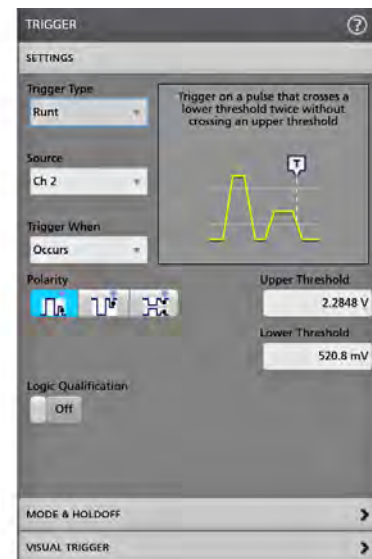 TRIGGER
?
SETTINGS
Trigger Type
Runt
Trigger on a pulse that crosses a
lower threshold twice without
crossing an upper threshold
T
Source
Ch 2
Trigger When
Occurs
Polarity
Upper Threshold
2.2848 V
Lower Threshold
520.8 mV
Logic Qualification
Off
MODE & HOLDOFF
VISUAL TRIGGER